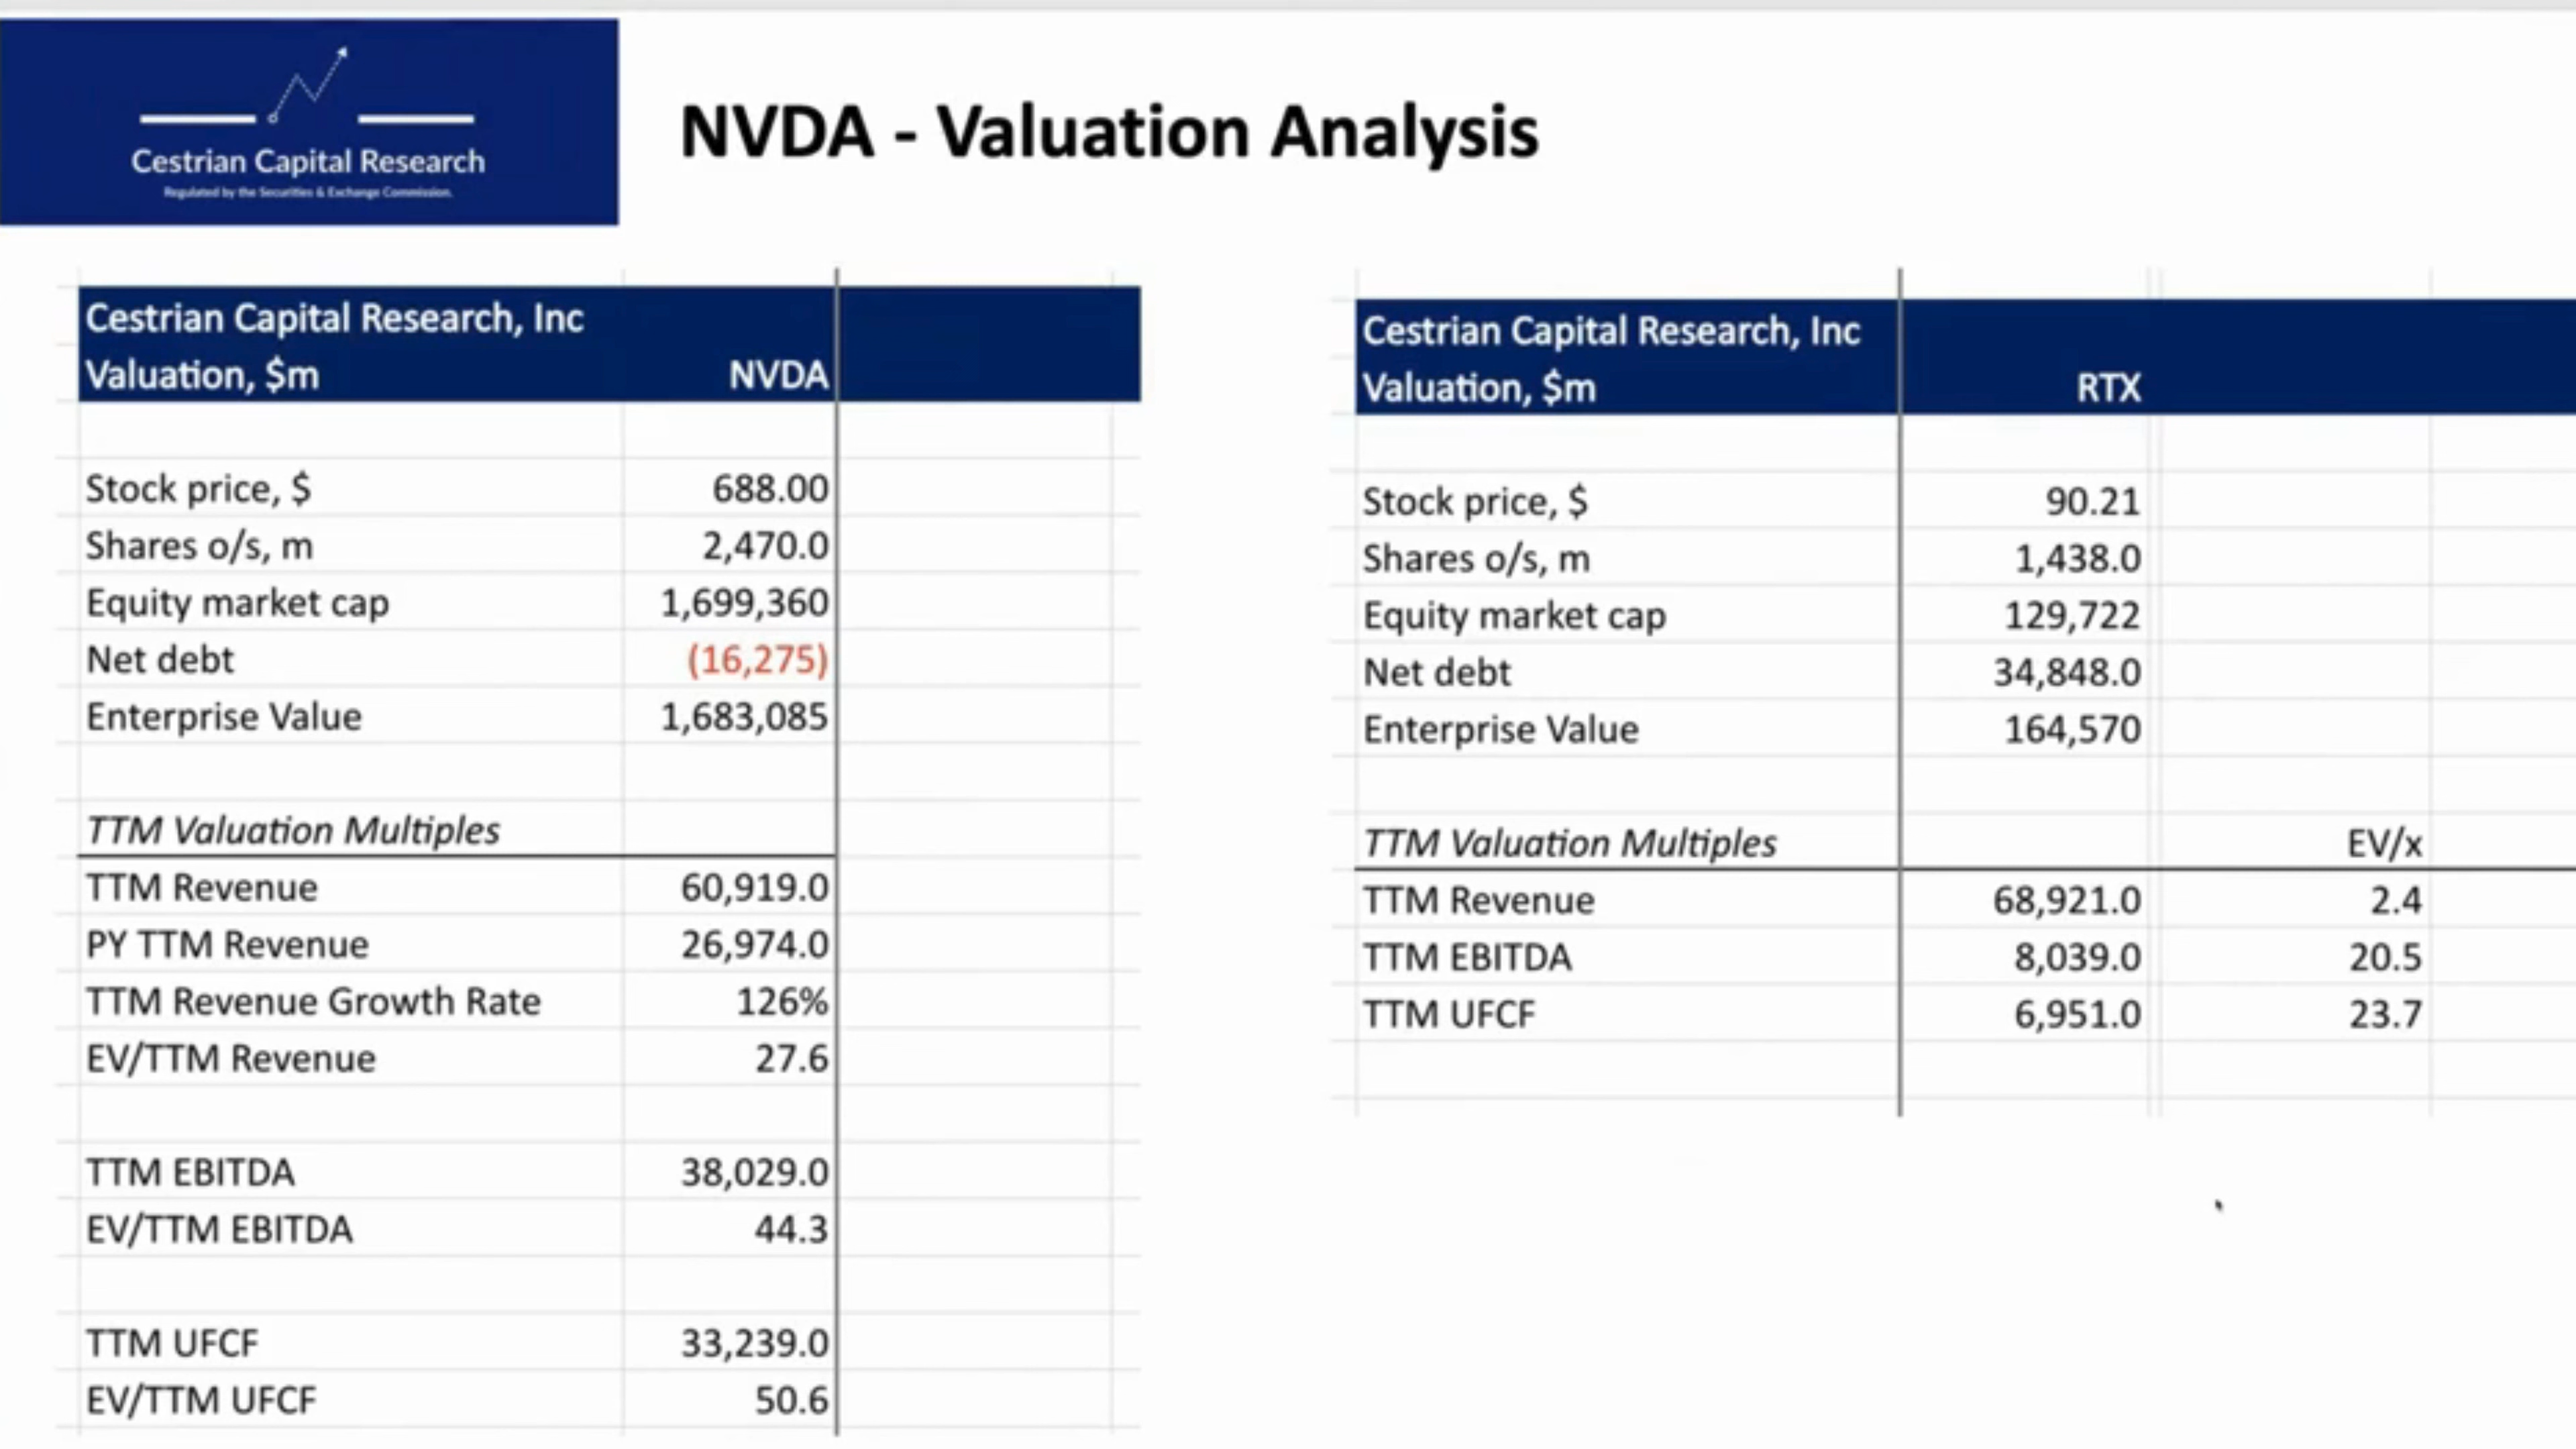 Cestrian Capital Research
Regulated by the Securities & Exchange Commission.
NVDA - Valuation Analysis
Cestrian Capital Research, Inc
Valuation, $m NVDA
Stock price, $ 688.00
Shares o/s, m 2,470.0
Equity market cap 1,699,360
Net debt (16,275)
Enterprise Value 1,683,085
TTM Valuation Multiples
TTM Revenue 60,919.0
PY TTM Revenue 26,974.0
TTM Revenue Growth Rate 126%
EV/TTM Revenue 27.6
TTM EBITDA 38,029.0
EV/TTM EBITDA 44.3
TTM UFCF 33,239.0
EV/TTM UFCF 50.6
Cestrian Capital Research, Inc
Valuation, $m RTX
Stock price, $ 90.21
Shares o/s, m 1,438.0
Equity market cap 129,722
Net debt 34,848.0
Enterprise Value 164,570
TTM Valuation Multiples EV/x
TTM Revenue 68,921.0 2.4
TTM EBITDA 8,039.0 20.5
TTM UFCF 6,951.0 23.7